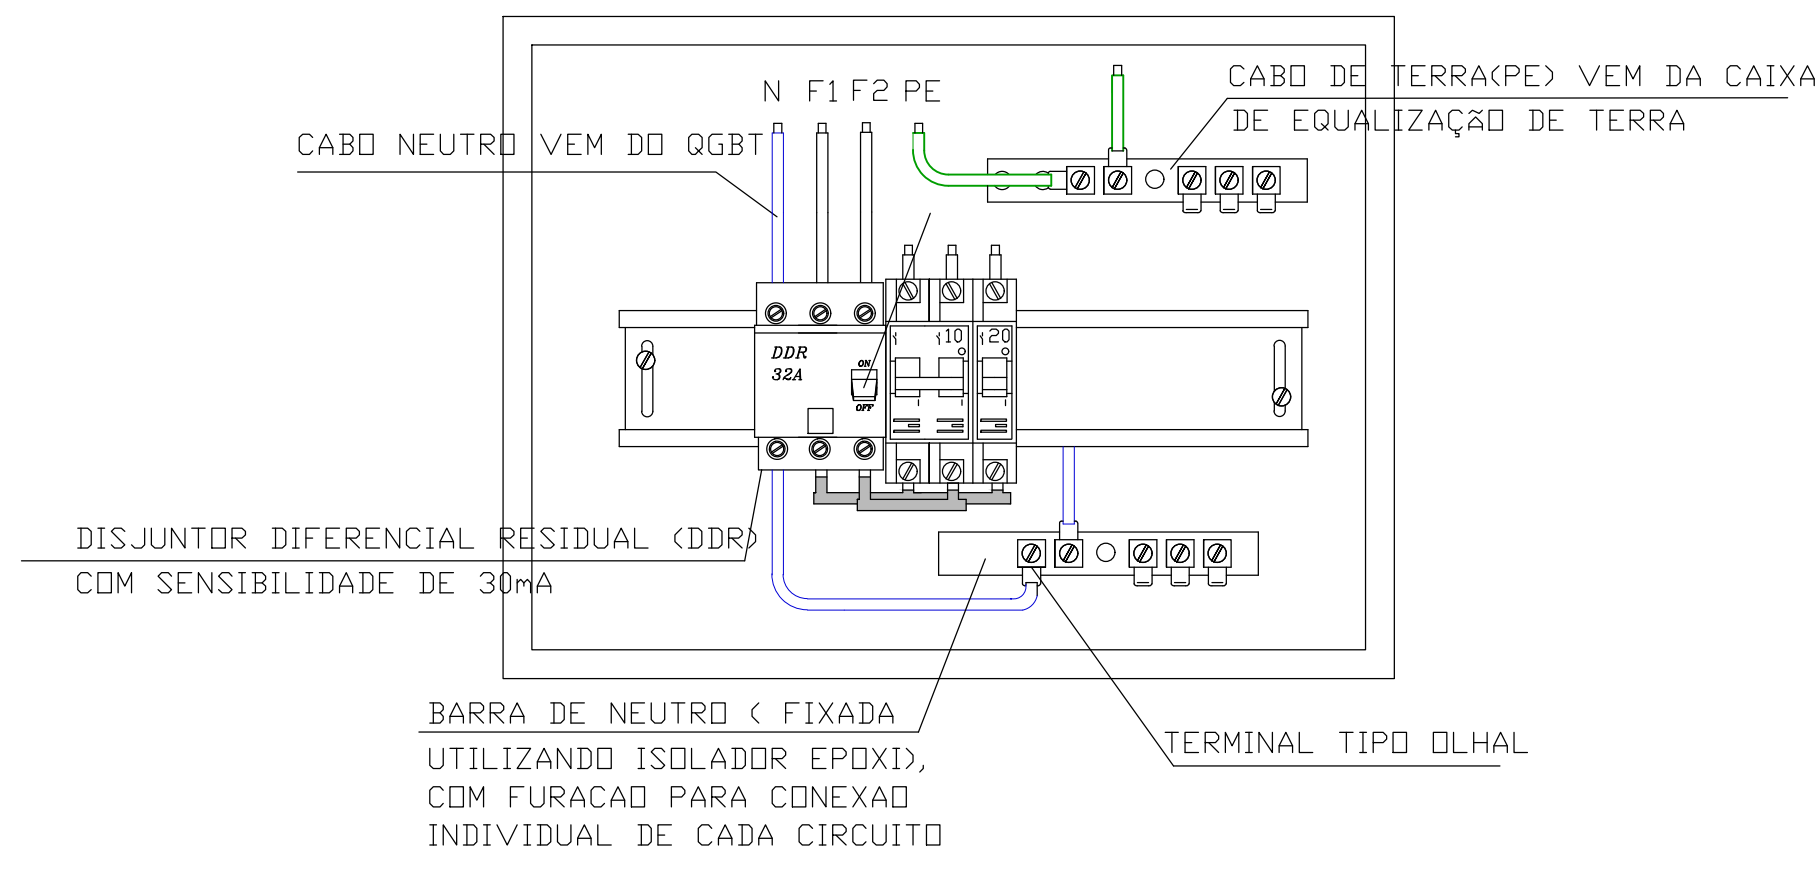 CABO DE TERRA(PE) VEM DA CAIXA
DE EQUALIZAÇÃO DE TERRA
N F1 F2 PE
CABO NEUTRO VEM DO QGBT
10 20
DDR
32A
ON
OFF
DISJUNTOR DIFERENCIAL RESIDUAL (DDR)
COM SENSIBILIDADE DE 30mA
BARRA DE NEUTRO ( FIXADA
UTILIZANDO ISOLADOR EPOXI),
COM FURACAO PARA CONEXAO
INDIVIDUAL DE CADA CIRCUITO
TERMINAL TIPO OLHAL